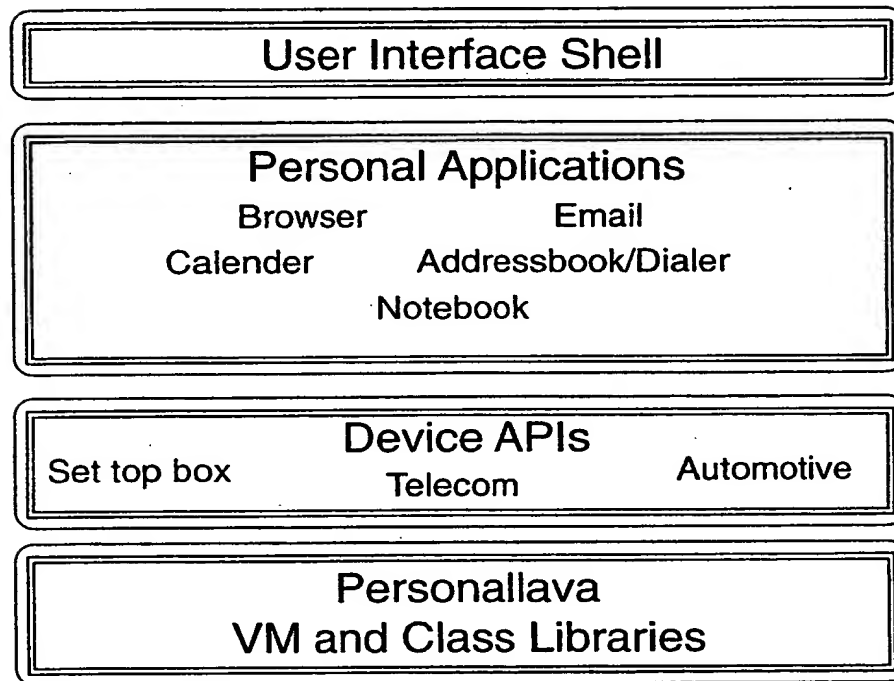 User Interface Shell
Personal Applications
Browser Email
Calender Addressbook/Dialer
Notebook
Device APIs
Set top box Telecom Automotive
Personallava
VM and Class Libraries